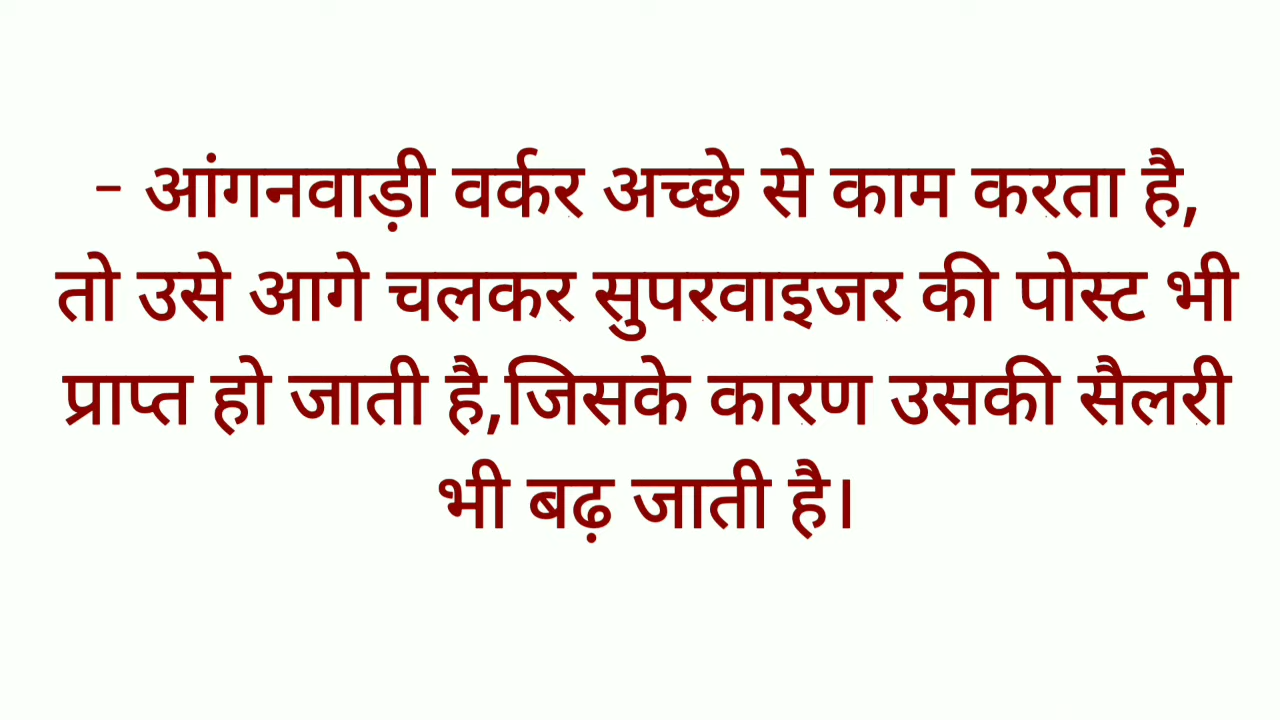 - आंगनवाड़ी वर्कर अच्छे से काम करता है,
तो उसे आगे चलकर सुपरवाइजर की पोस्ट भी
प्राप्त हो जाती है,जिसके कारण उसकी सैलरी
भी बढ़ जाती है।